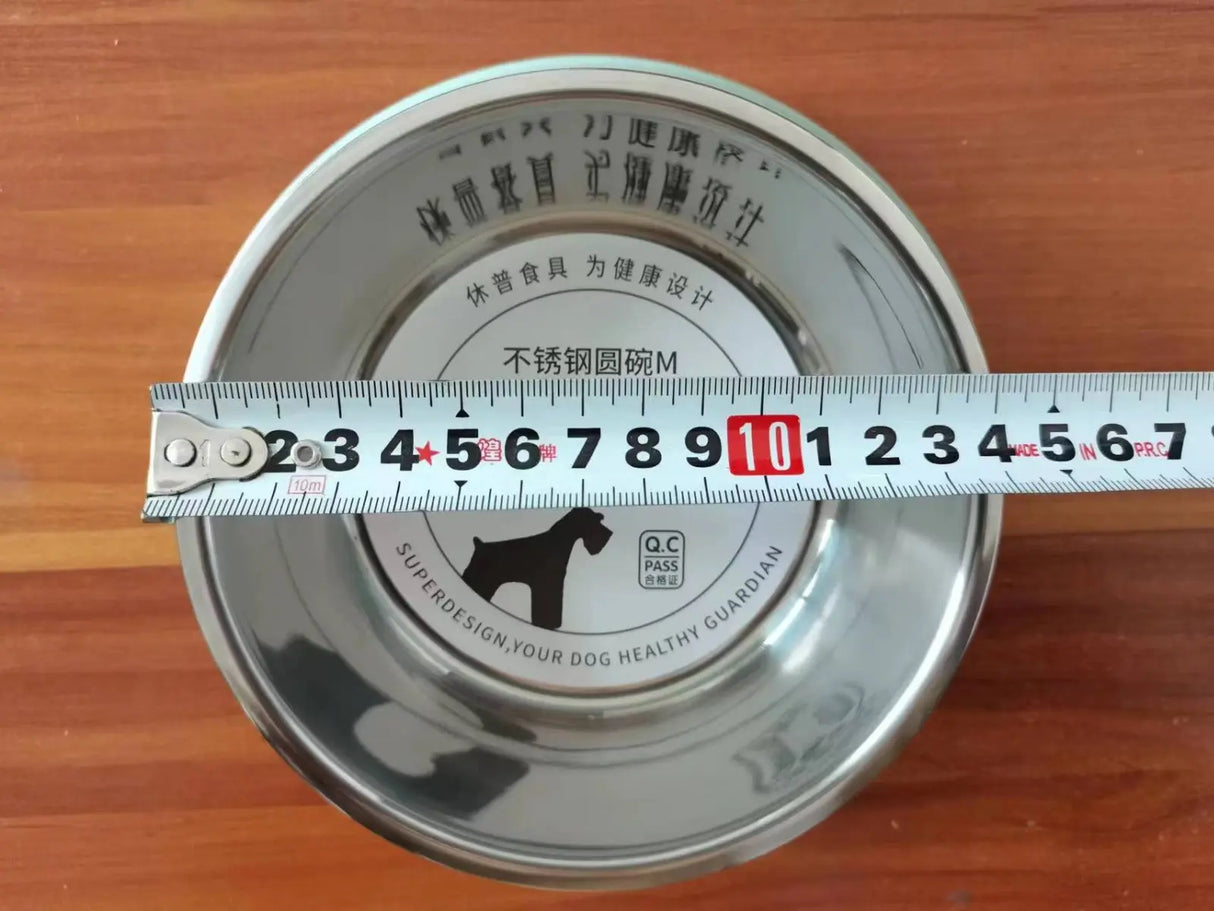 休普食具 为健康设计
不锈钢圆碗M
1 2 3 4 5 6 7 8 9 10 1 2 3 4 5 6 7
牌
MADE IN P.R.C
10m
Q.C
PASS
合格证
SUPERDESIGN,YOUR DOG HEALTHY GUARDIAN